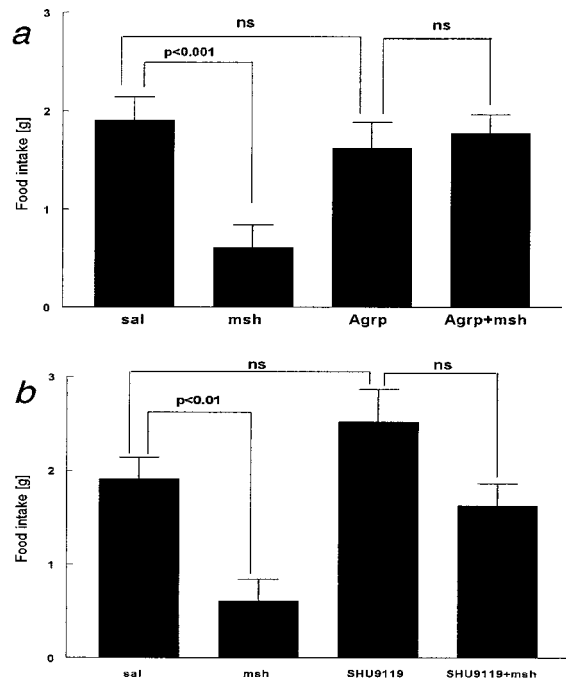 a
ns
p<0.001
ns
Food intake [g]
3
2
1
0
sal msh Agrp Agrp+msh
b
ns
p<0.01
ns
Food intake [g]
3
2
1
0
sal msh SHU9119 SHU9119+msh